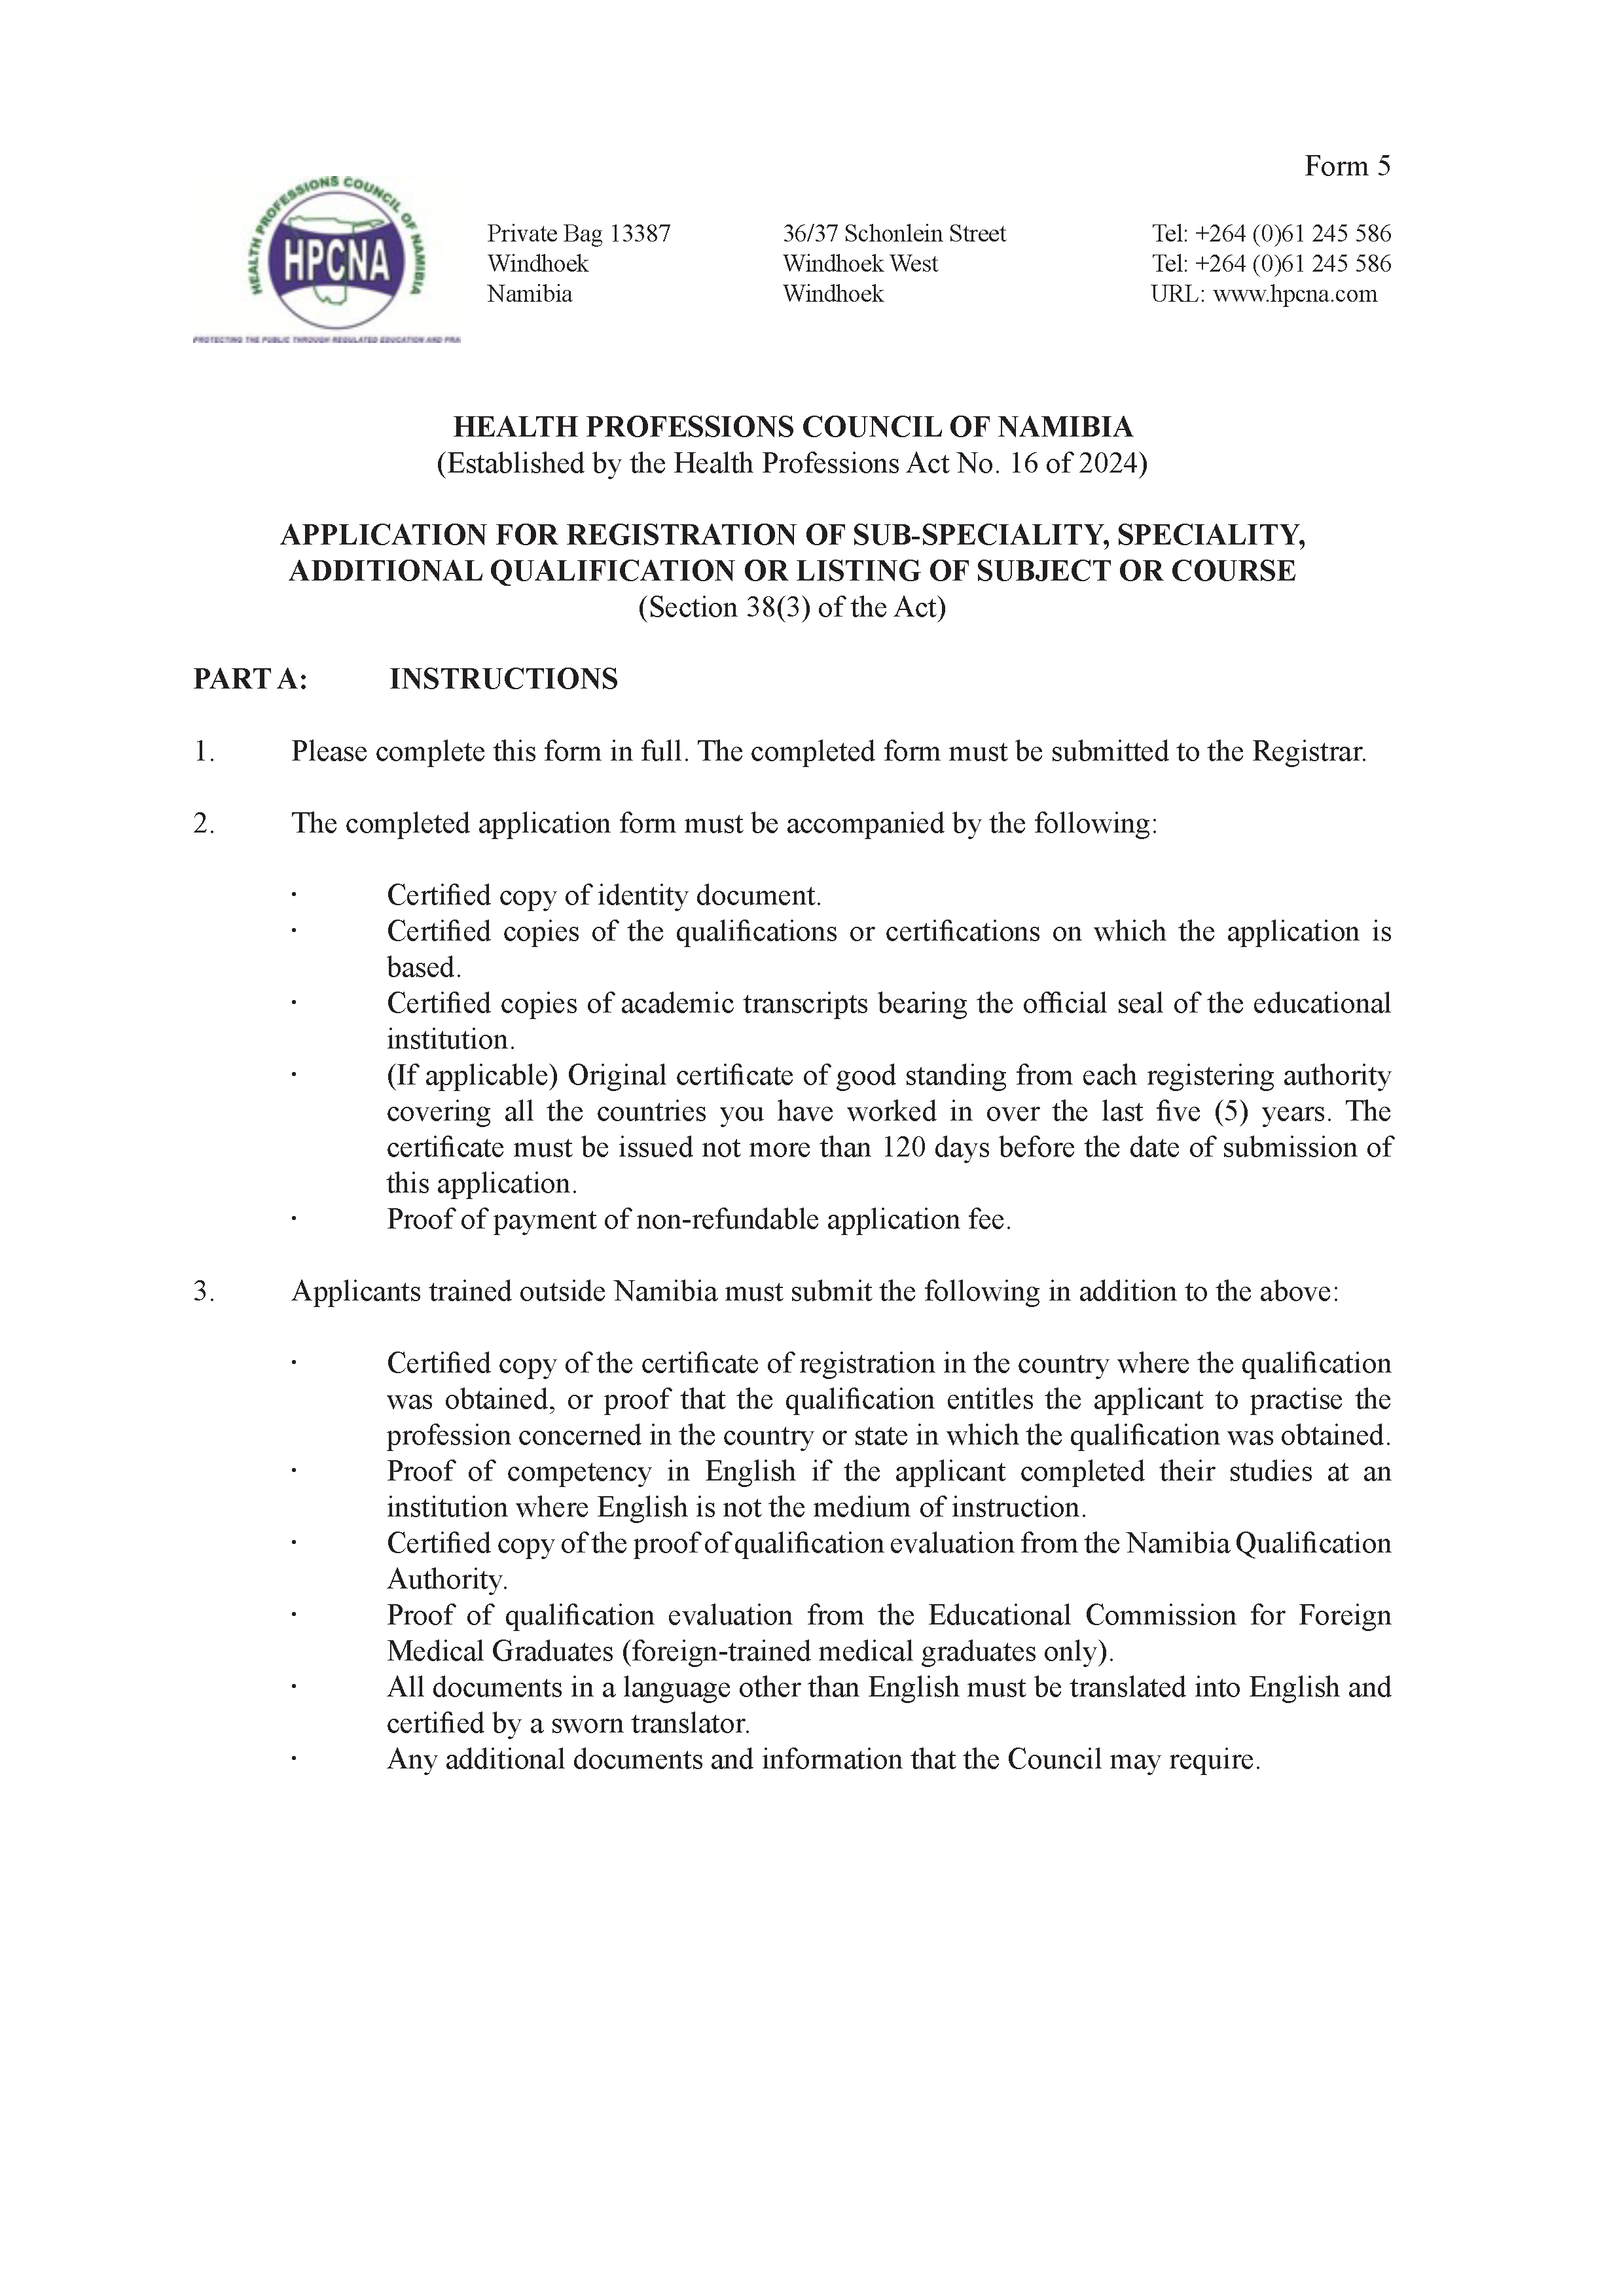 Form 5
HEALTH PROFESSIONS COUNCIL OF NAMIBIA
HPCNA
PROTECTING THE PUBLIC THROUGH REGULATED EDUCATION AND PRA
Private Bag 13387
Windhoek
Namibia
36/37 Schonlein Street
Windhoek West
Windhoek
Tel: +264 (0)61 245 586
Tel: +264 (0)61 245 586
URL: www.hpcna.com
HEALTH PROFESSIONS COUNCIL OF NAMIBIA
(Established by the Health Professions Act No. 16 of 2024)
APPLICATION FOR REGISTRATION OF SUB-SPECIALITY, SPECIALITY,
ADDITIONAL QUALIFICATION OR LISTING OF SUBJECT OR COURSE
(Section 38(3) of the Act)
PART A: INSTRUCTIONS
1. Please complete this form in full. The completed form must be submitted to the Registrar.
2. The completed application form must be accompanied by the following:
· Certified copy of identity document.
· Certified copies of the qualifications or certifications on which the application is
based.
· Certified copies of academic transcripts bearing the official seal of the educational
institution.
· (If applicable) Original certificate of good standing from each registering authority
covering all the countries you have worked in over the last five (5) years. The
certificate must be issued not more than 120 days before the date of submission of
this application.
· Proof of payment of non-refundable application fee.
3. Applicants trained outside Namibia must submit the following in addition to the above:
· Certified copy of the certificate of registration in the country where the qualification
was obtained, or proof that the qualification entitles the applicant to practise the
profession concerned in the country or state in which the qualification was obtained.
· Proof of competency in English if the applicant completed their studies at an
institution where English is not the medium of instruction.
· Certified copy of the proof of qualification evaluation from the Namibia Qualification
Authority.
· Proof of qualification evaluation from the Educational Commission for Foreign
Medical Graduates (foreign-trained medical graduates only).
· All documents in a language other than English must be translated into English and
certified by a sworn translator.
· Any additional documents and information that the Council may require.